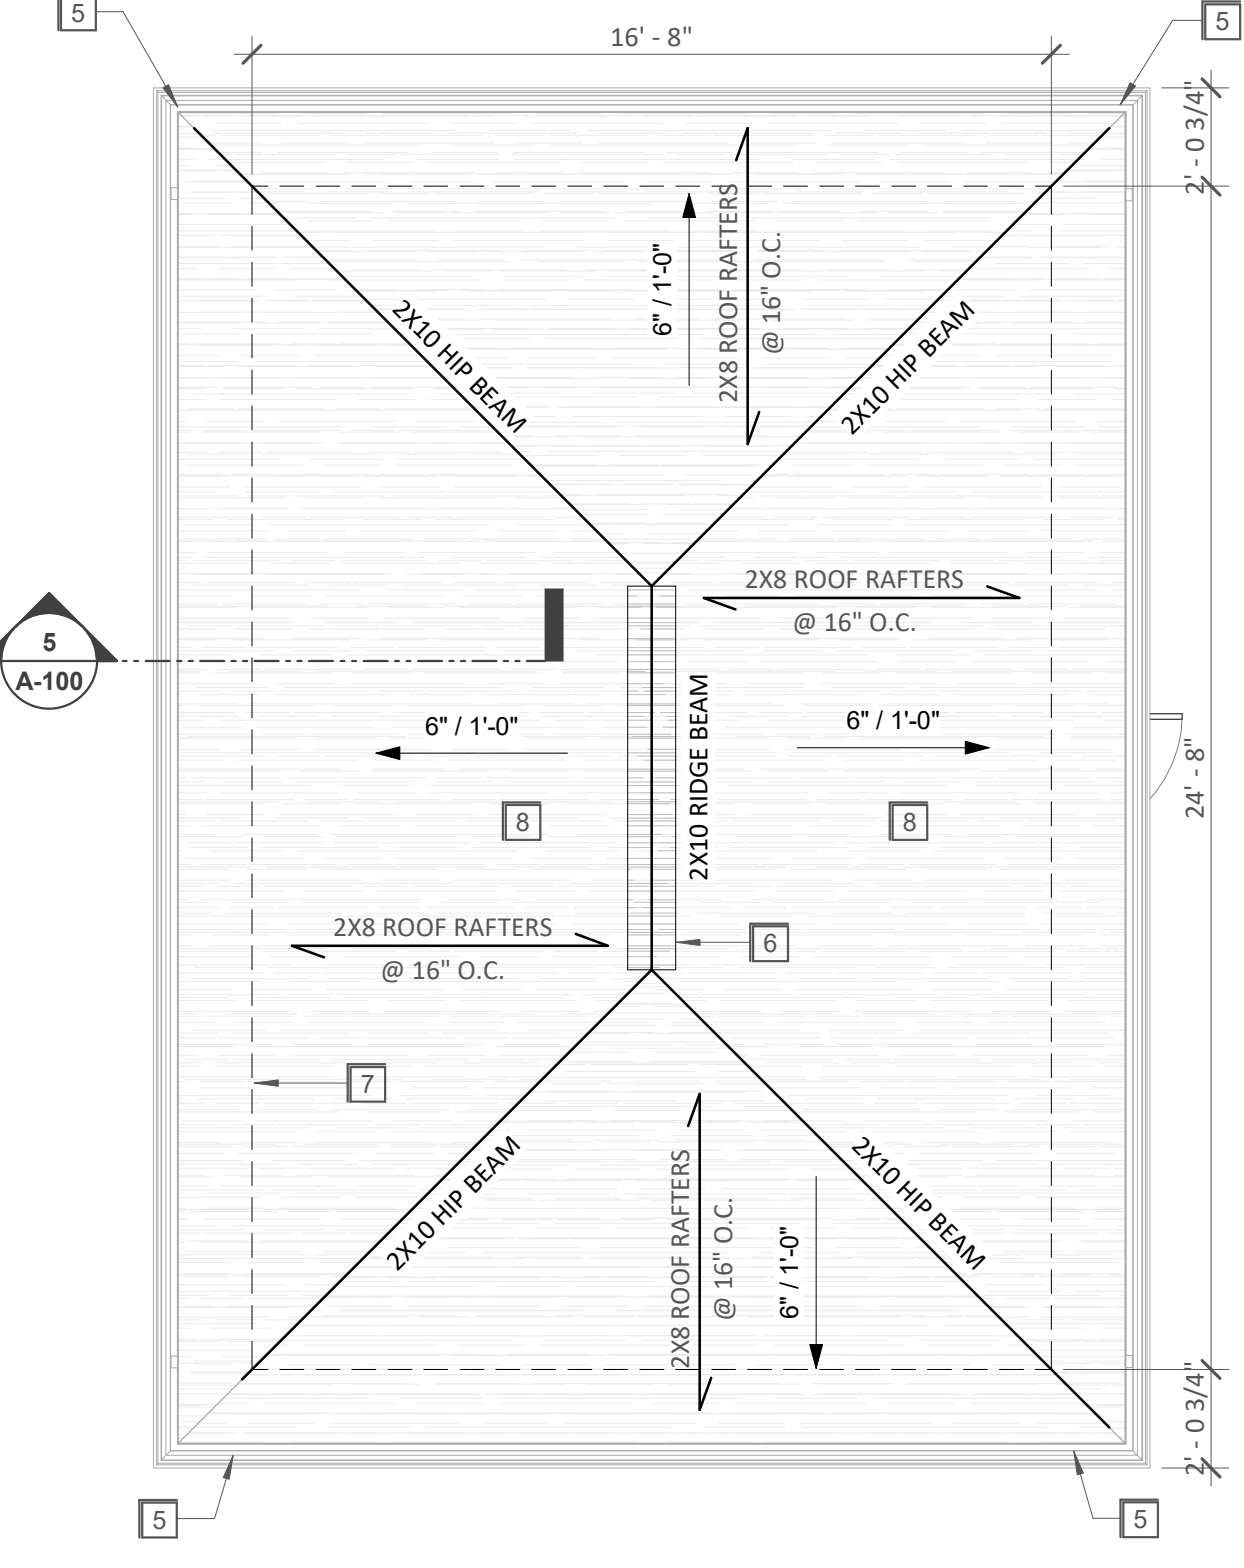 5
16' - 8"
5
2' - 0 3/4"
6" / 1'-0"
2X8 ROOF RAFTERS
@ 16" O.C.
2X10 HIP BEAM
2X10 HIP BEAM
2X8 ROOF RAFTERS
@ 16" O.C.
5
A-100
6" / 1'-0"
6" / 1'-0"
2X10 RIDGE BEAM
24' - 8"
8
8
2X8 ROOF RAFTERS
@ 16" O.C.
6
7
2X10 HIP BEAM
2X8 ROOF RAFTERS
@ 16" O.C.
6" / 1'-0"
2X10 HIP BEAM
2' - 0 3/4"
5
5